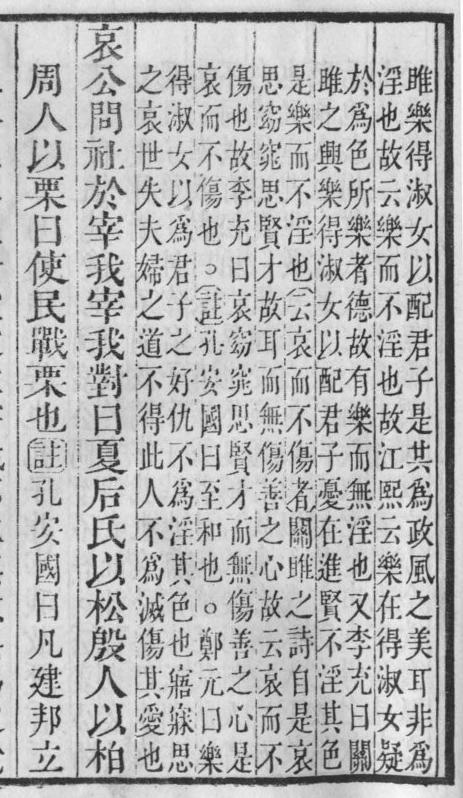 雎樂得淑女以配君子是共爲政風之美耳非爲
淫也故云樂而不淫也故江熙云樂在得淑女疑
於爲色所樂者德故有樂而無淫也又李充曰關
雎之興樂得淑女以配君子憂在進賢不淫其色
是樂而不淫也云哀而不傷者關雎之詩自是哀
思窈窕思賢才故耳而無傷善之心故云哀而不
傷也故李充曰哀窈窕思賢才而無傷善之心是
哀而不傷也○註孔安國曰至和也○鄭元曰樂
得淑女以爲君子之好仇不爲淫其色也寤寐思
之哀世失夫婦之道不得此人不爲滅傷其愛也
哀公問社於宰我宰我對曰夏后氏以松殷人以柏
周人以栗曰使民戰栗也註孔安國曰凡建邦立